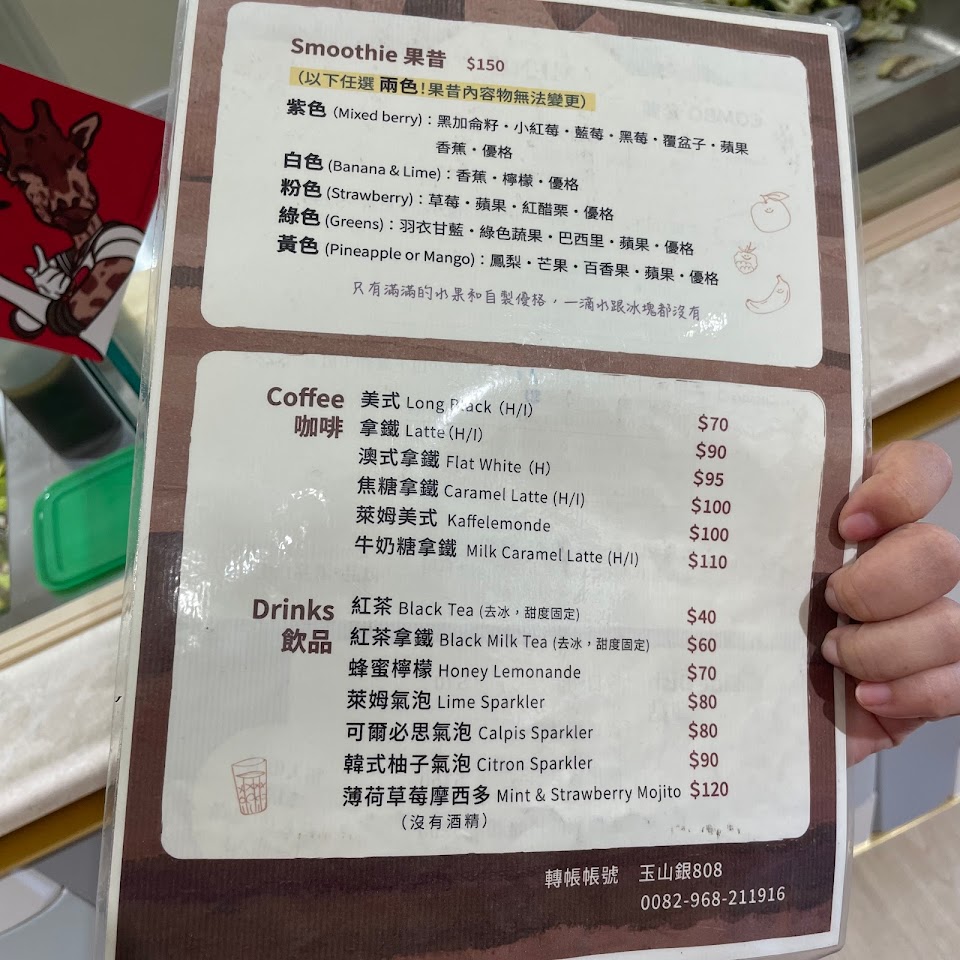 Smoothie 果昔 $150
（以下任選 兩色！果昔內容物無法變更）
紫色 (Mixed berry)：黑加侖籽・小紅莓・藍莓・黑莓・覆盆子・蘋果
香蕉・優格
白色 (Banana & Lime)：香蕉・檸檬・優格
粉色 (Strawberry)：草莓・蘋果・紅醋栗・優格
綠色 (Greens)：羽衣甘藍・綠色蔬果・巴西里・蘋果・優格
黃色 (Pineapple or Mango)：鳳梨・芒果・百香果・蘋果・優格
只有滿滿的水果和自製優格，一滴水跟冰塊都沒有
Coffee 咖啡
美式 Long Black（H/I） $70
拿鐵 Latte（H/I） $90
澳式拿鐵 Flat White（H） $95
焦糖拿鐵 Caramel Latte (H/I) $100
萊姆美式 Kaffelemonde $100
牛奶糖拿鐵 Milk Caramel Latte (H/I) $110
Drinks 飲品
紅茶 Black Tea (去冰，甜度固定) $40
紅茶拿鐵 Black Milk Tea (去冰，甜度固定) $60
蜂蜜檸檬 Honey Lemonande $70
萊姆氣泡 Lime Sparkler $80
可爾必思氣泡 Calpis Sparkler $80
韓式柚子氣泡 Citron Sparkler $90
薄荷草莓摩西多 Mint & Strawberry Mojito $120
（沒有酒精）
轉帳帳號 玉山銀808
0082-968-211916